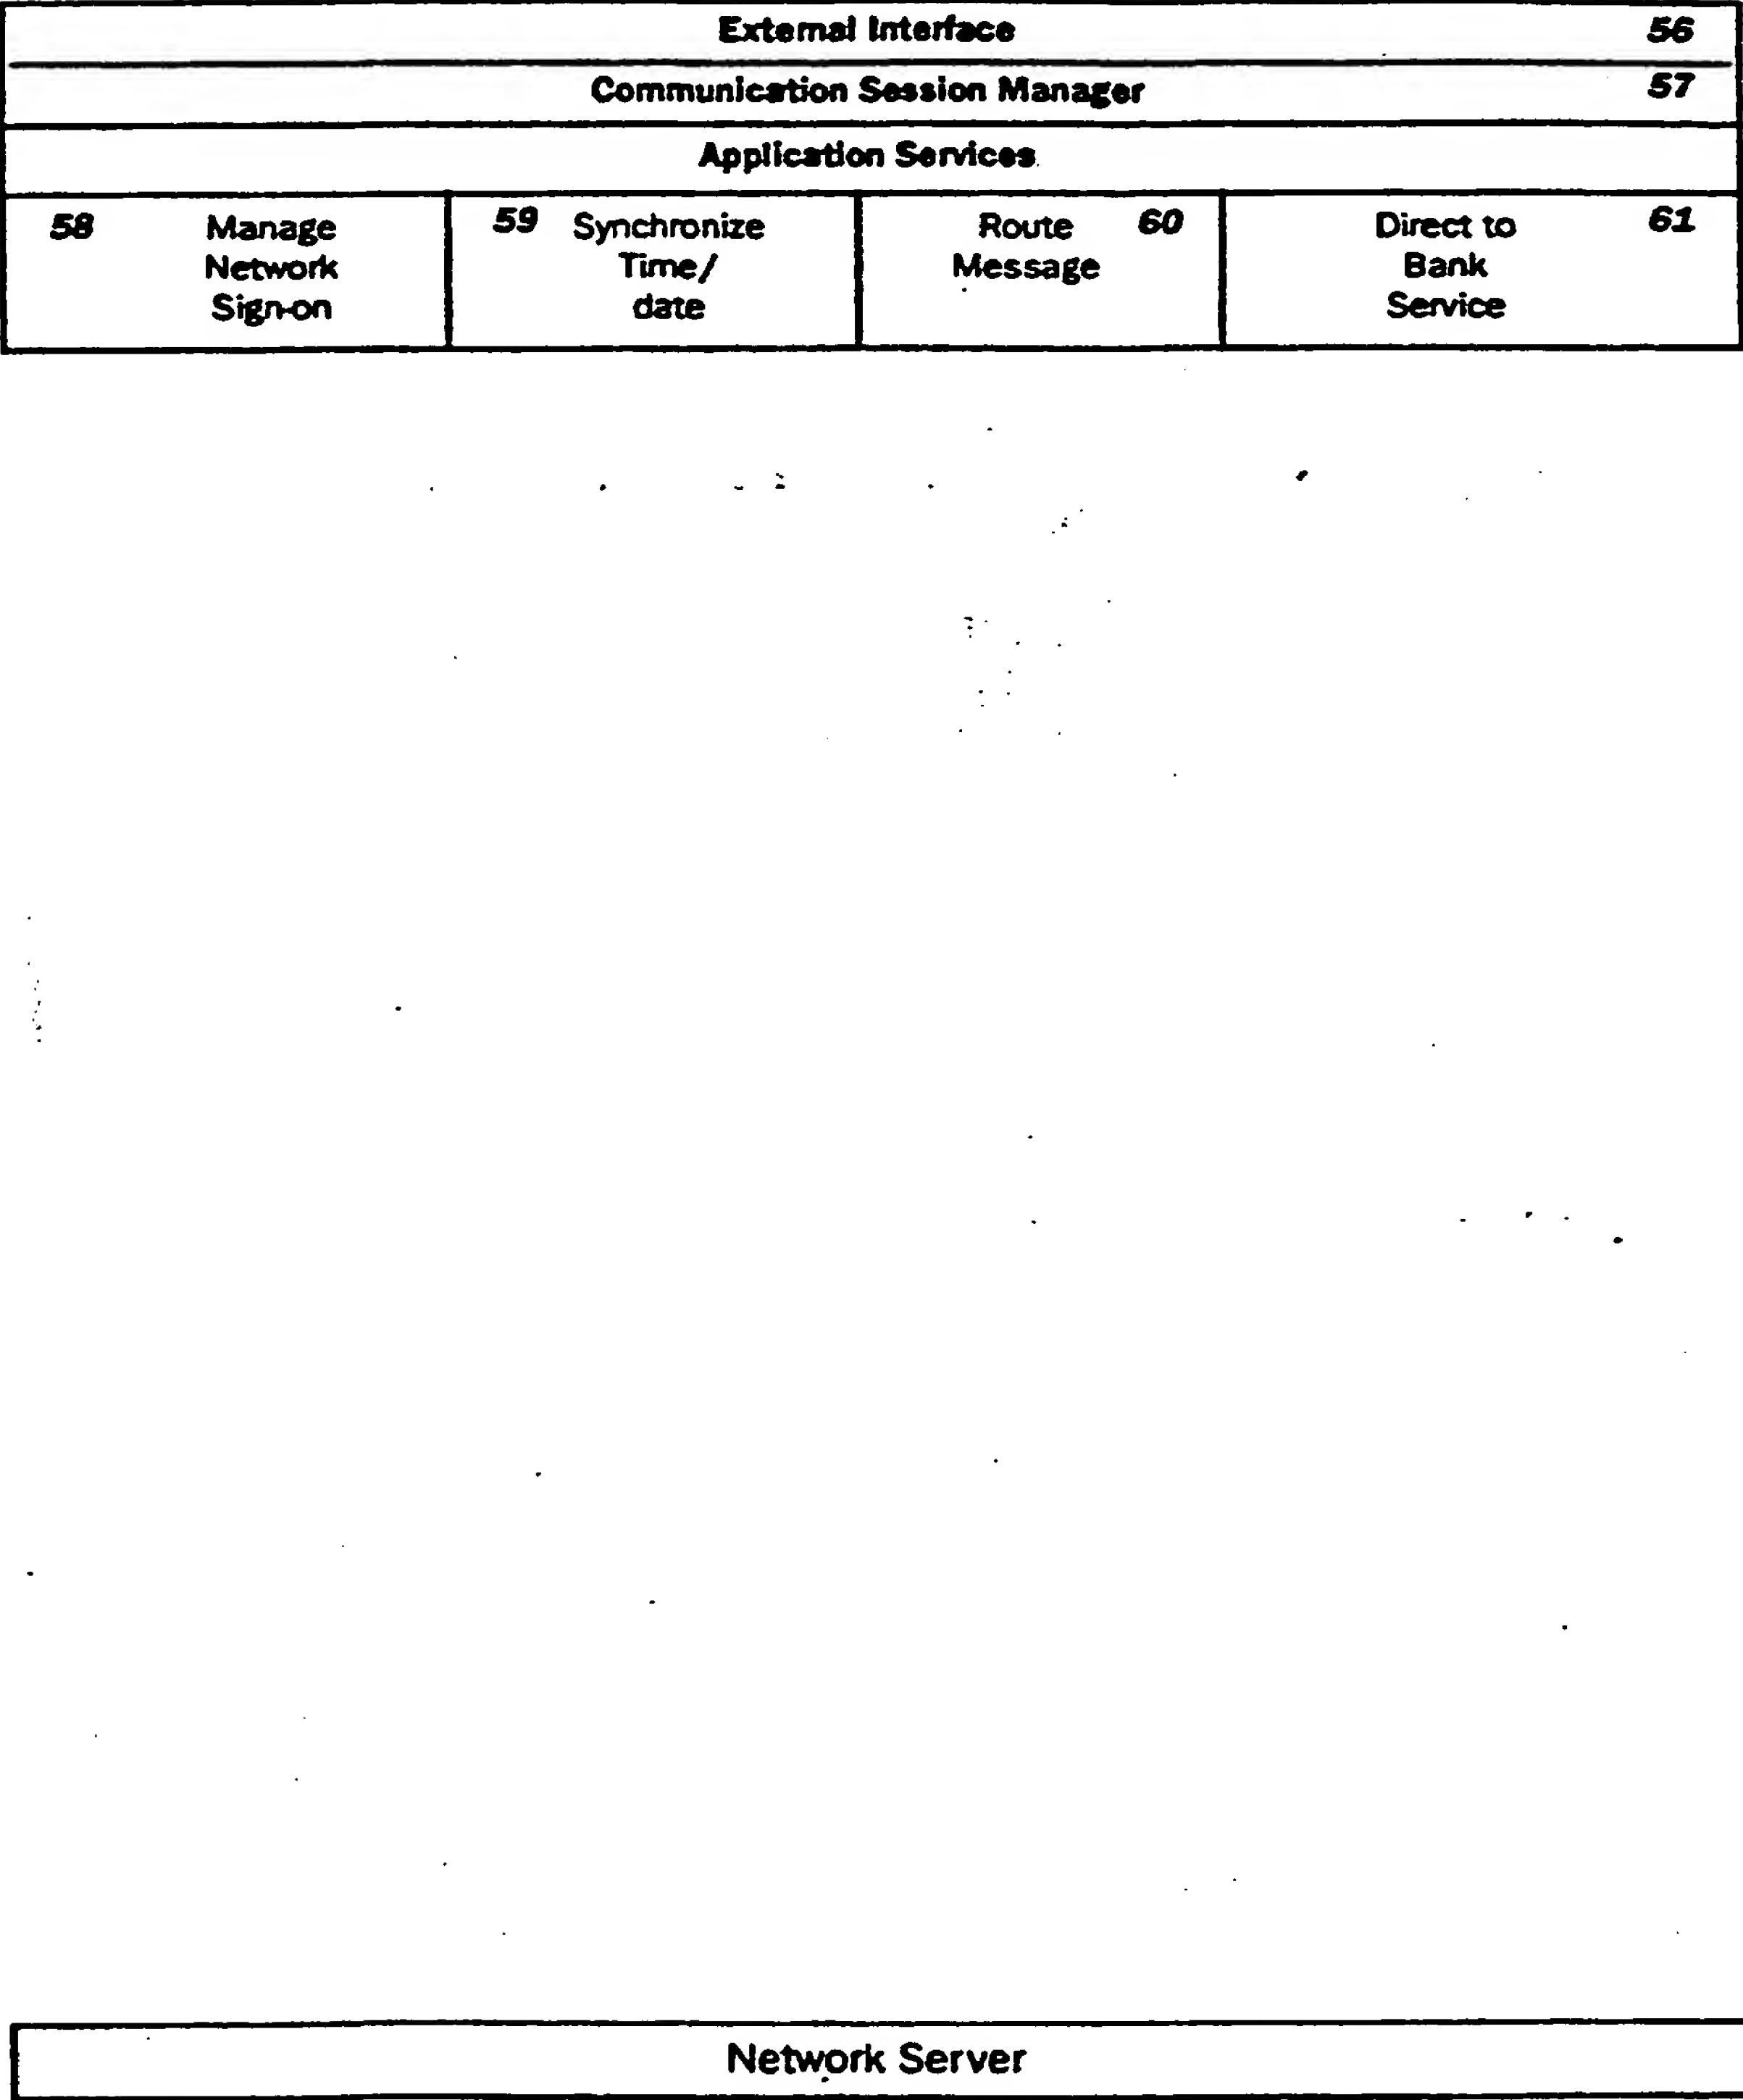 External Interface 56
Communication Session Manager 57
Application Services
58 Manage Network Sign-on
59 Synchronize Time/ date
Route Message 60
Direct to Bank Service 61
Network Server